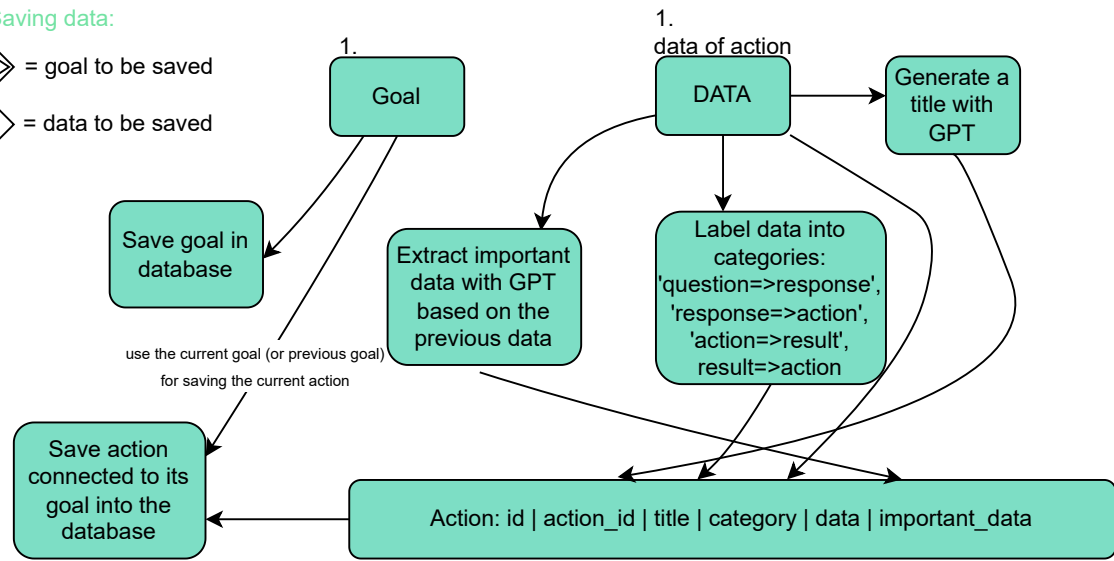 Saving data:
= goal to be saved
= data to be saved
1.
Goal
1.
data of action
DATA
Generate a
title with
GPT
Save goal in
database
Extract important
data with GPT
based on the
previous data
Label data into
categories:
'question=>response',
'response=>action',
'action=>result',
result=>action
use the current goal (or previous goal)
for saving the current action
Save action
connected to its
goal into the
database
Action: id | action_id | title | category | data | important_data